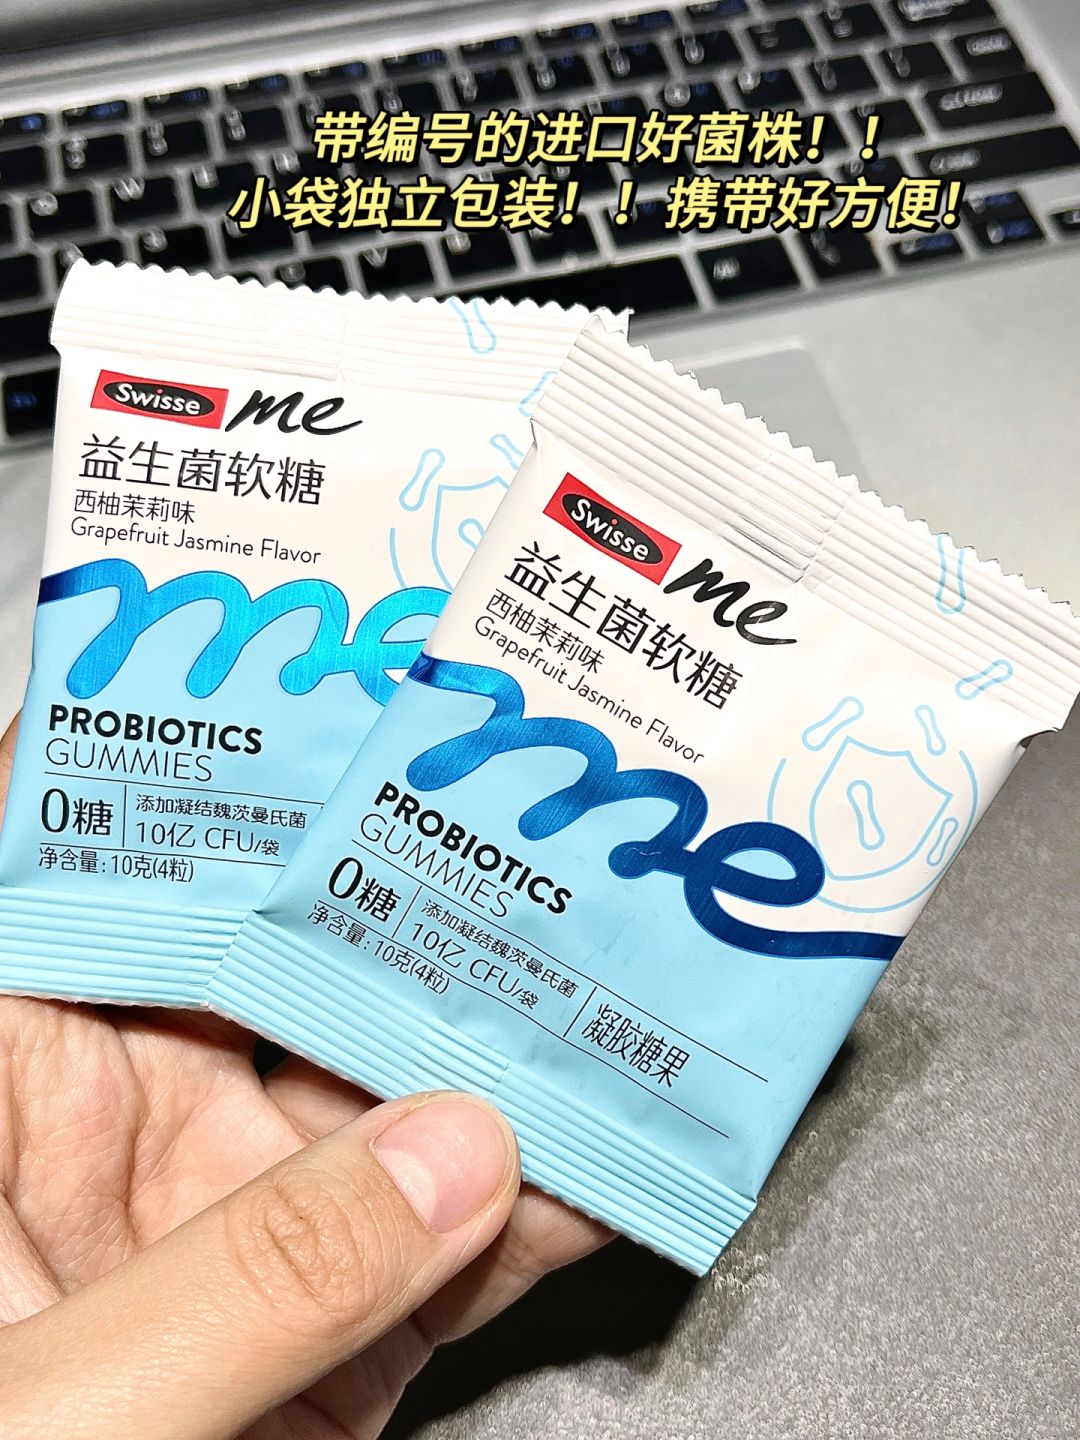 带编号的进口好菌株！！
小袋独立包装！！携带好方便！
Swisse me
益生菌软糖
西柚茉莉味
Grapefruit Jasmine Flavor
me
PROBIOTICS
GUMMIES
0糖
添加凝结魏茨曼氏菌
10亿 CFU/袋
净含量:10克(4粒)
Swisse me
益生菌软糖
西柚茉莉味
Grapefruit Jasmine Flavor
me
PROBIOTICS
GUMMIES
0糖
添加凝结魏茨曼氏菌
10亿 CFU/袋
凝胶糖果
净含量:10克(4粒)